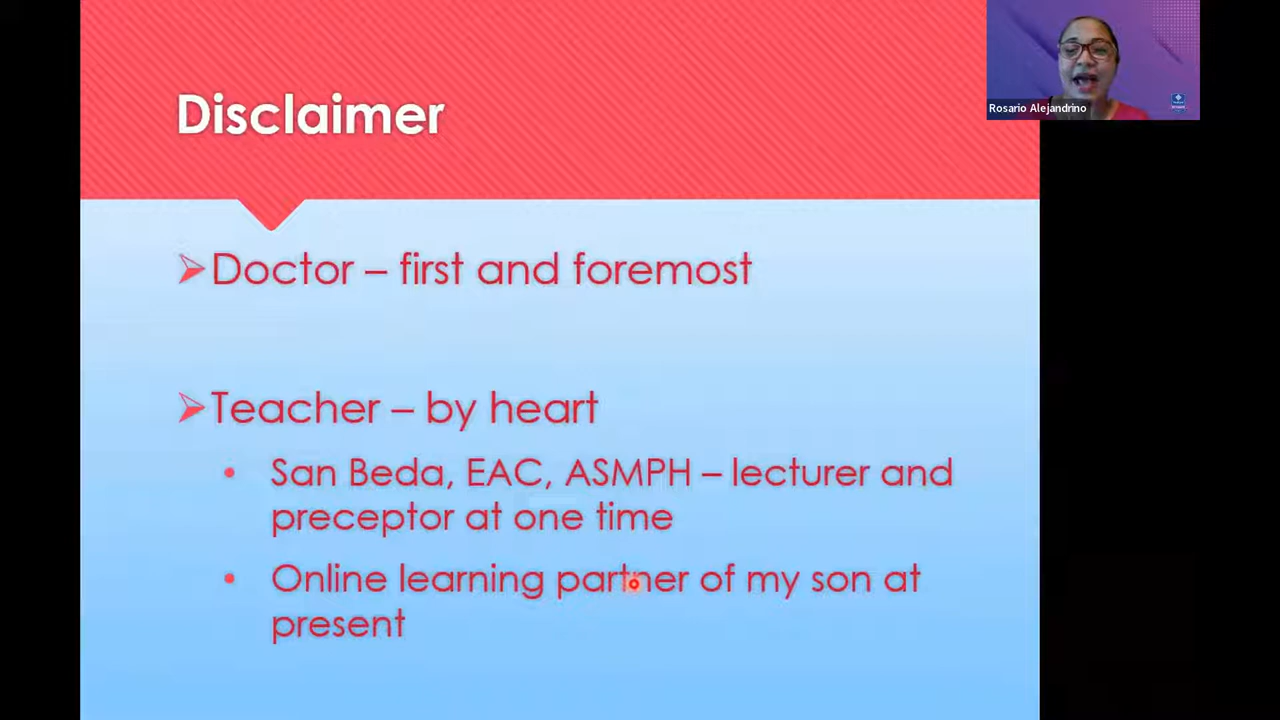 Disclaimer
Rosario Alejandrino
Doctor – first and foremost
Teacher – by heart
San Beda, EAC, ASMPH – lecturer and
preceptor at one time
Online learning partner of my son at
present